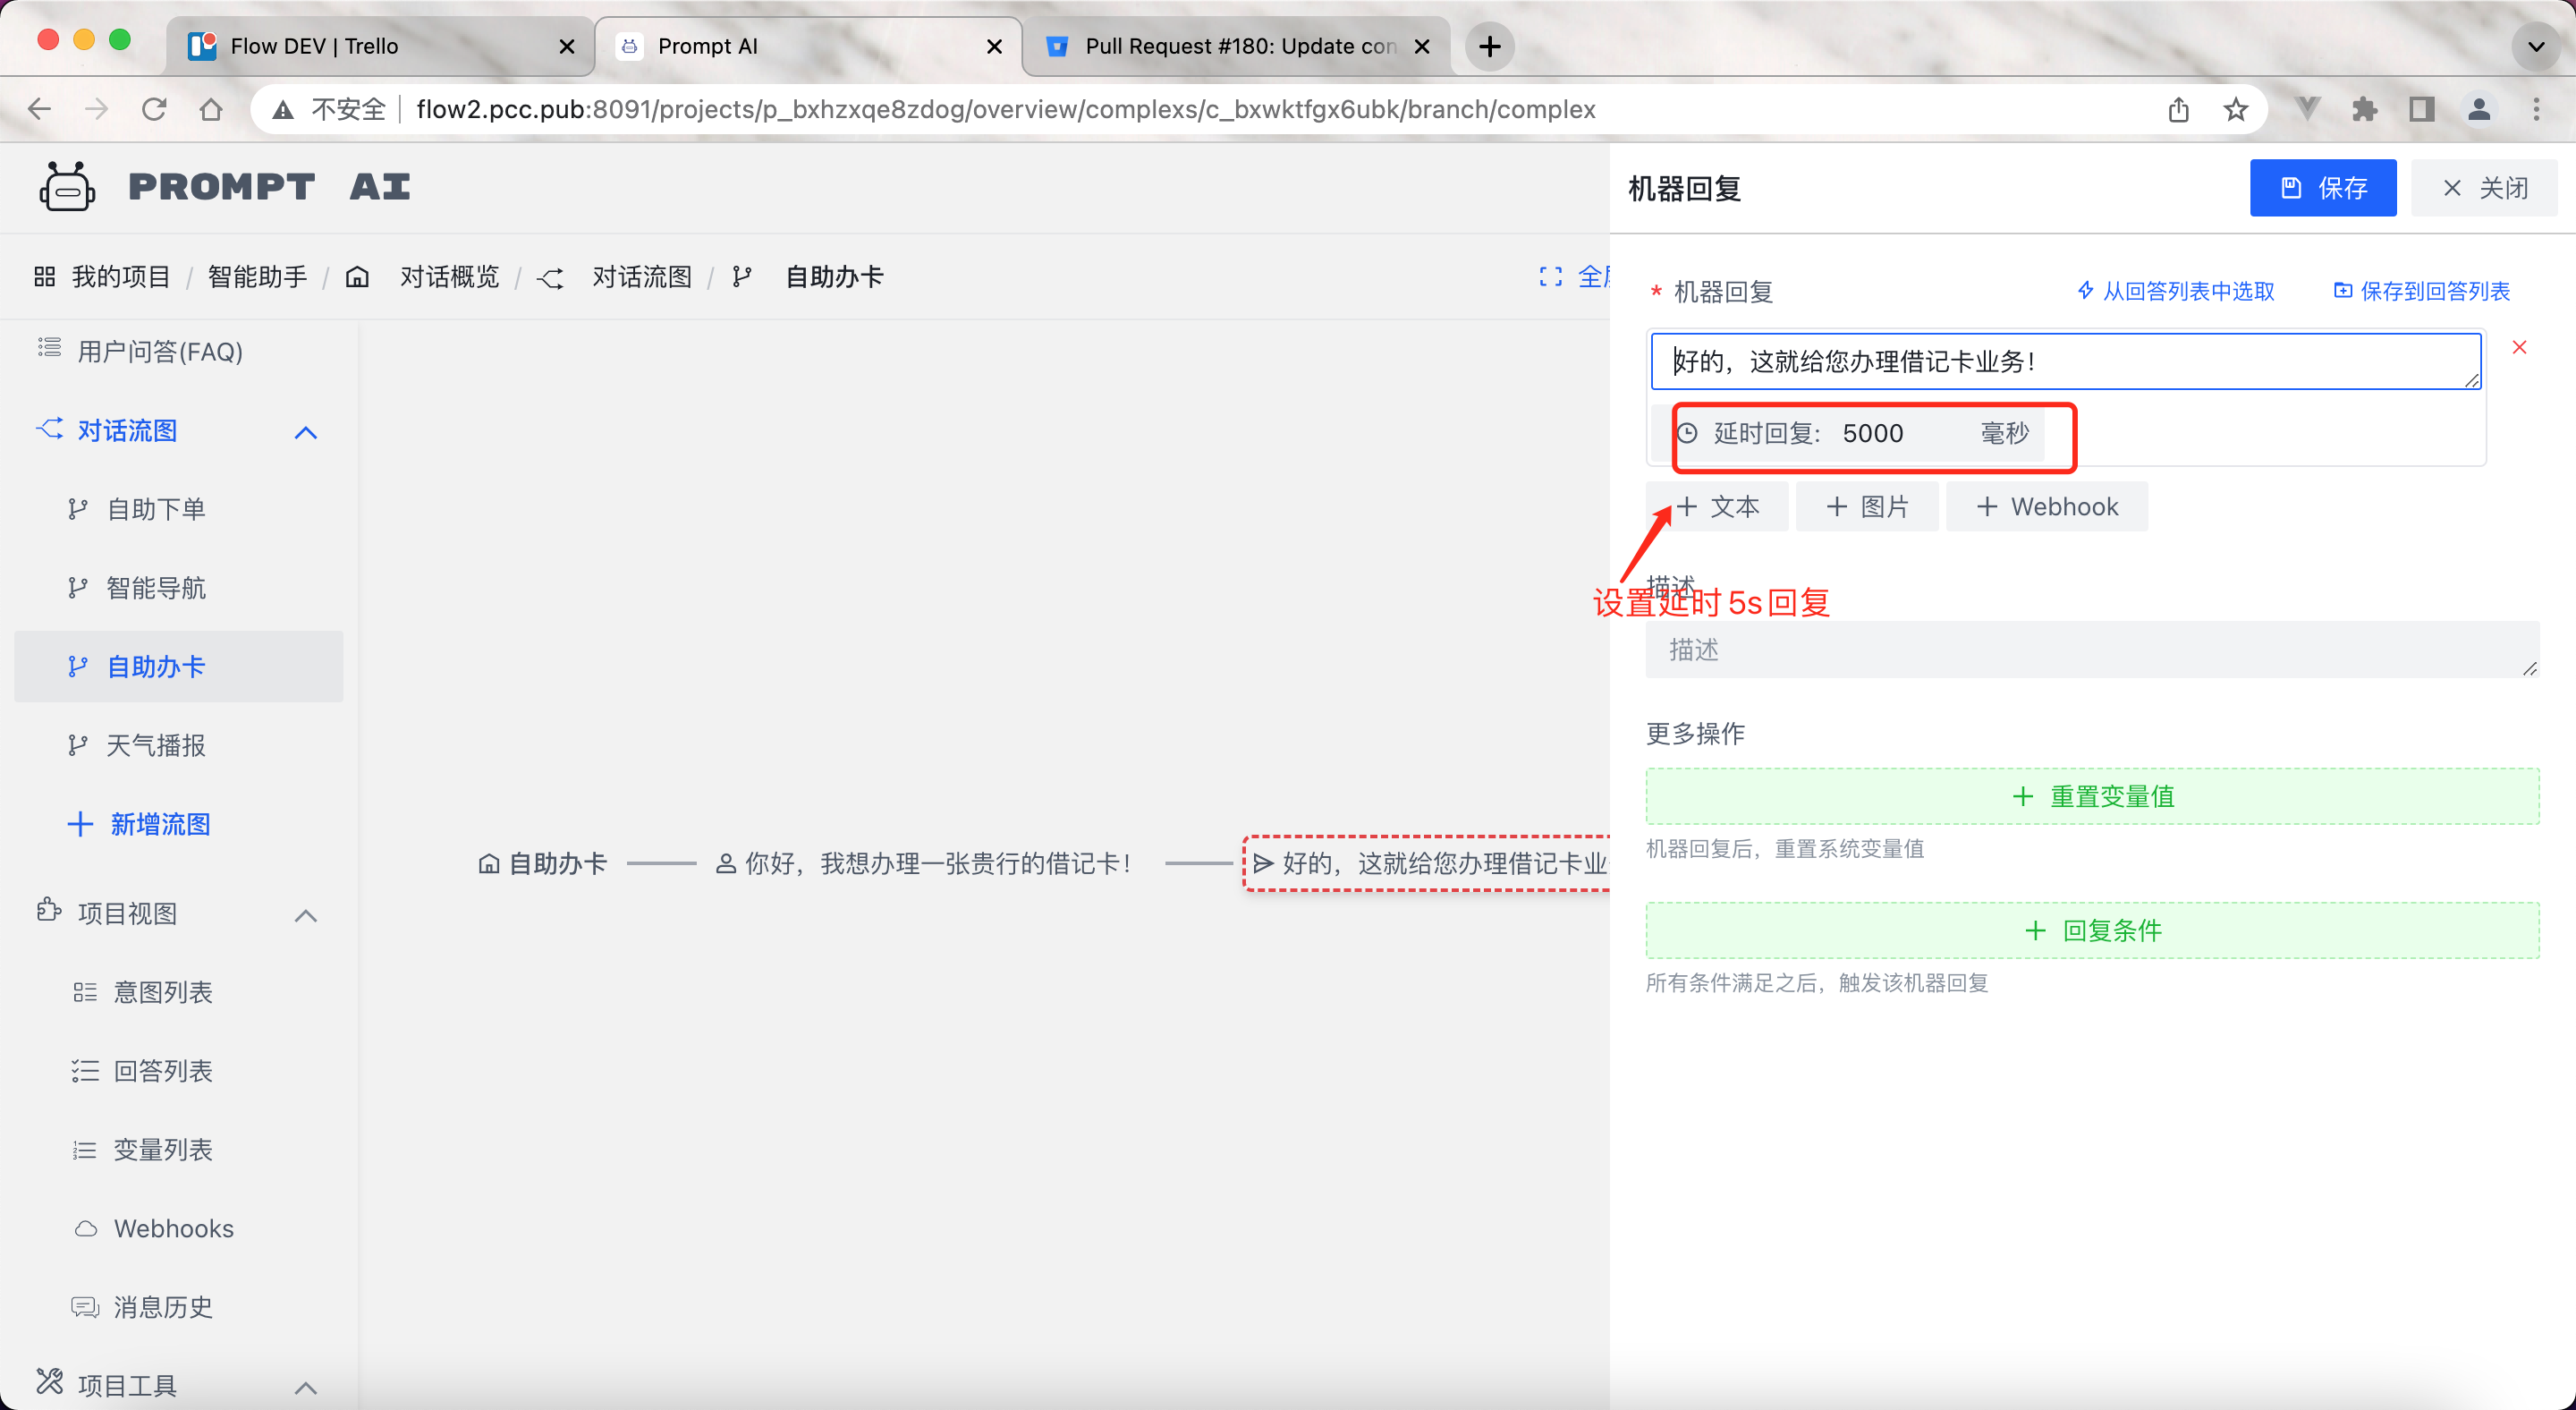 Flow DEV | Trello
Prompt AI
Pull Request #180: Update con
不安全 flow2.pcc.pub:8091/projects/p_bxhzxqe8zdog/overview/complexs/c_bxwktfgx6ubk/branch/complex
PROMPT AI
机器回复
保存
关闭
我的项目 / 智能助手 / 对话概览 / 对话流图 / 自助办卡
全屏
* 机器回复
从回答列表中选取
保存到回答列表
好的，这就给您办理借记卡业务！
延时回复: 5000 毫秒
文本
图片
Webhook
设置延时5s回复
描述
描述
更多操作
重置变量值
机器回复后，重置系统变量值
回复条件
所有条件满足之后，触发该机器回复
用户问答(FAQ)
对话流图
自助下单
智能导航
自助办卡
天气播报
新增流图
项目视图
意图列表
回答列表
变量列表
Webhooks
消息历史
项目工具
自助办卡
你好，我想办理一张贵行的借记卡！
好的，这就给您办理借记卡业